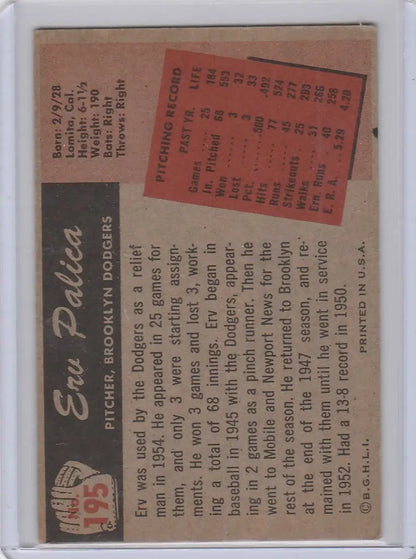 No.
195
Erv Palica
PITCHER, BROOKLYN DODGERS
Born: 2/9/28
Lomita, Cal.
Height: 6-1½
Weight: 190
Bats: Right
Throws: Right
Erv was used by the Dodgers as a relief
man in 1954. He appeared in 25 games for
them, and only 3 were starting assign-
ments. He won 3 games and lost 3, work-
ing a total of 68 innings. Erv began in
baseball in 1945 with the Dodgers, appear-
ing in 2 games as a pinch runner. Then he
went to Mobile and Newport News for the
rest of the season. He returned to Brooklyn
at the end of the 1947 season, and re-
mained with them until he went in service
in 1952. Had a 13-8 record in 1950.
PITCHING RECORD
PAST YR. LIFE
Games 25 184
In. Pitched 68 593
Won 3 32
Lost 3 33
Pct. .500 .492
Hits 77 524
Runs 45 277
Strikeouts 25 293
Walks 31 266
Ern. Runs 40 258
E. R. A. 5.29 4.20
©B.G.H.L.I. PRINTED IN U.S.A.